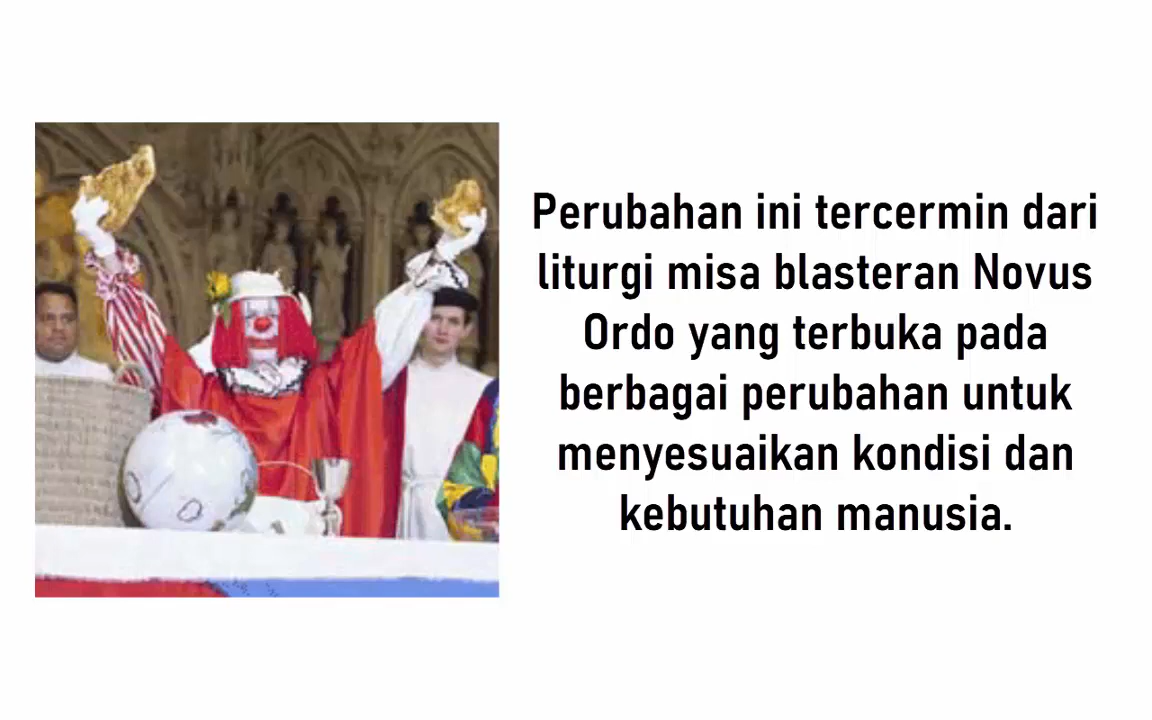 Perubahan ini tercermin dari
liturgi misa blasteran Novus
Ordo yang terbuka pada
berbagai perubahan untuk
menyesuaikan kondisi dan
kebutuhan manusia.